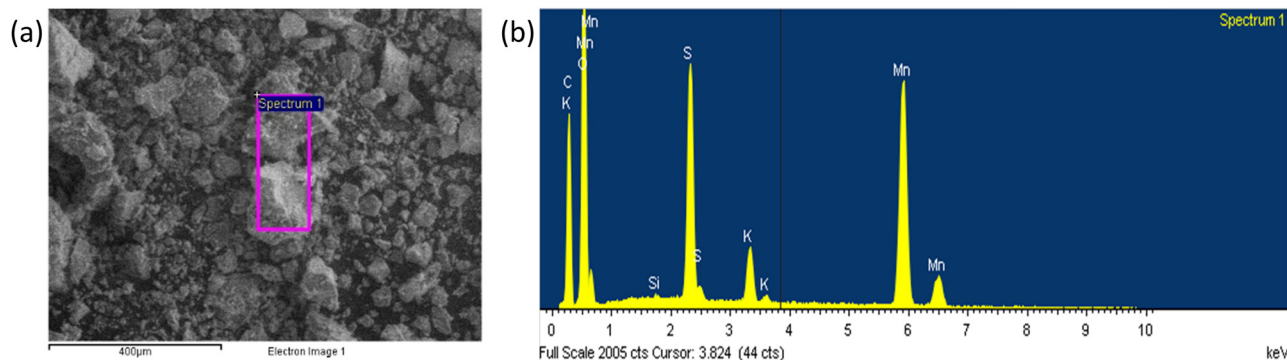 (a)
Spectrum 1
400µm
Electron Image 1
(b)
Spectrum 1
Mn
Mn
O
C
K
S
S
Si
K
K
Mn
Mn
0 1 2 3 4 5 6 7 8 9 10
Full Scale 2005 cts Cursor: 3.824 (44 cts)
keV